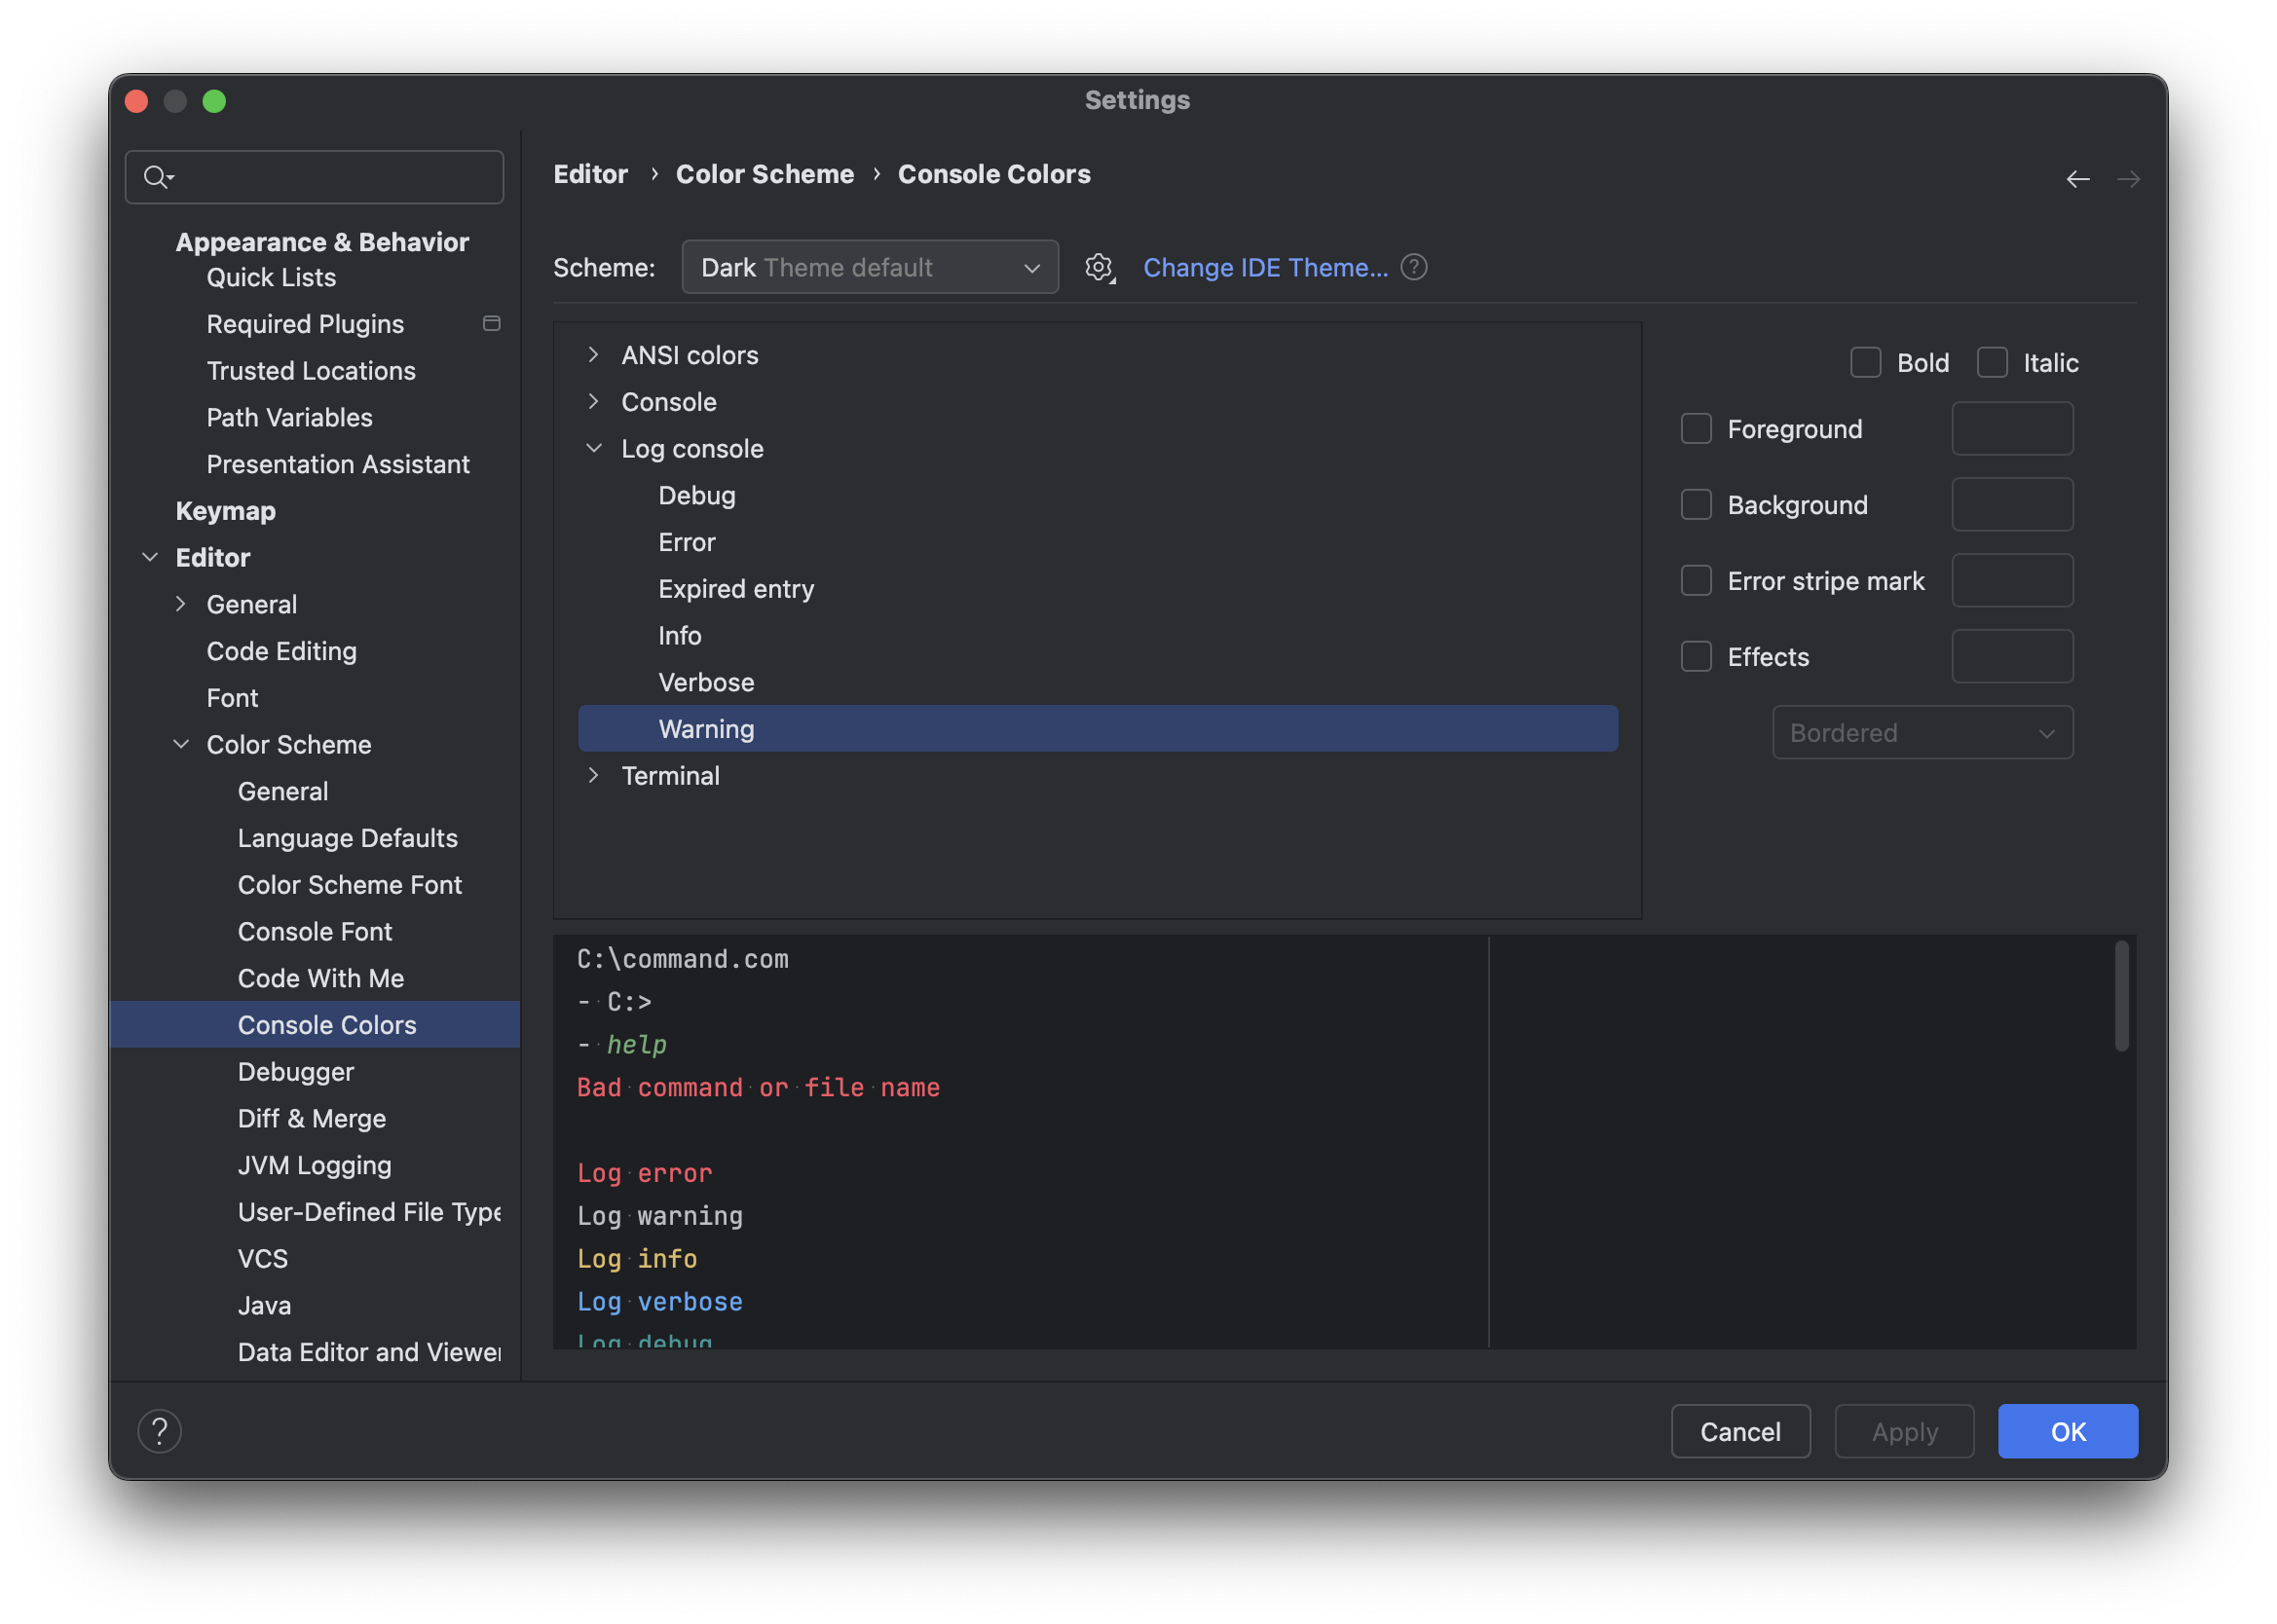 Settings
Appearance & Behavior
Quick Lists
Required Plugins
Trusted Locations
Path Variables
Presentation Assistant
Keymap
Editor
General
Code Editing
Font
Color Scheme
General
Language Defaults
Color Scheme Font
Console Font
Code With Me
Console Colors
Debugger
Diff & Merge
JVM Logging
User-Defined File Type
VCS
Java
Data Editor and Viewer
Editor › Color Scheme › Console Colors
Scheme: Dark Theme default Change IDE Theme... ?
ANSI colors
Console
Log console
Debug
Error
Expired entry
Info
Verbose
Warning
Terminal
Bold Italic
Foreground
Background
Error stripe mark
Effects
Bordered
C:\command.com
- C:>
- help
Bad command or file name
Log error
Log warning
Log info
Log verbose
Log debug
? Cancel Apply OK